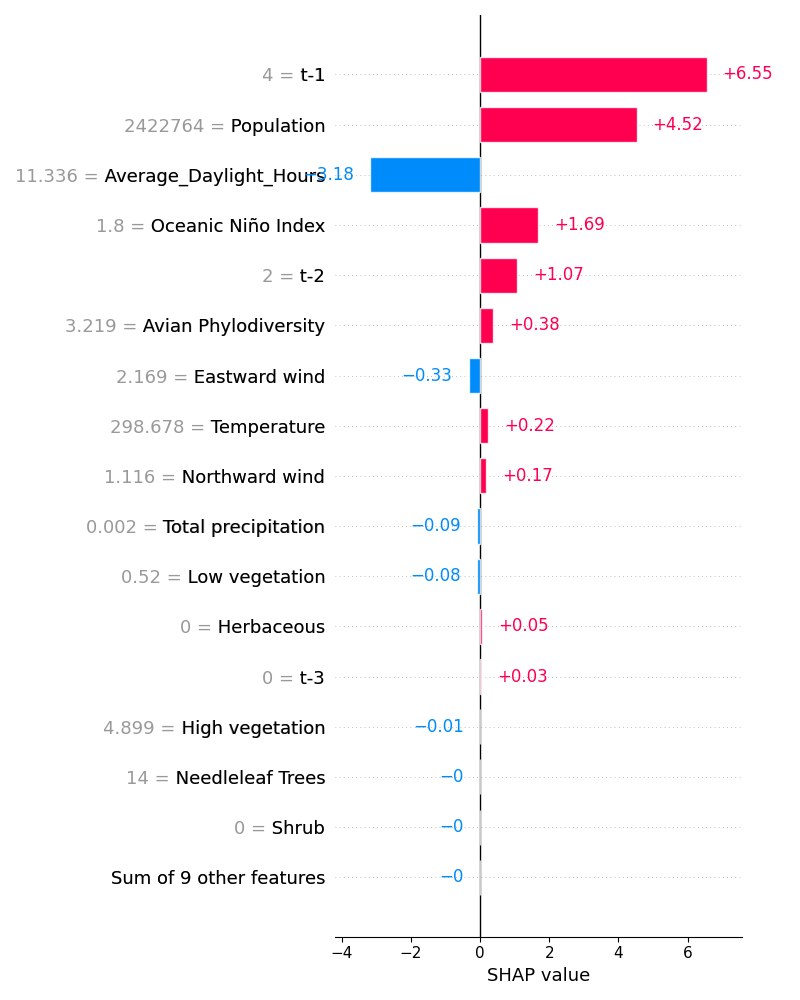 4 = t-1 +6.55
2422764 = Population +4.52
11.336 = Average_Daylight_Hours −3.18
1.8 = Oceanic Niño Index +1.69
2 = t-2 +1.07
3.219 = Avian Phylodiversity +0.38
2.169 = Eastward wind −0.33
298.678 = Temperature +0.22
1.116 = Northward wind +0.17
0.002 = Total precipitation −0.09
0.52 = Low vegetation −0.08
0 = Herbaceous +0.05
0 = t-3 +0.03
4.899 = High vegetation −0.01
14 = Needleleaf Trees −0
0 = Shrub −0
Sum of 9 other features −0
−4 −2 0 2 4 6
SHAP value